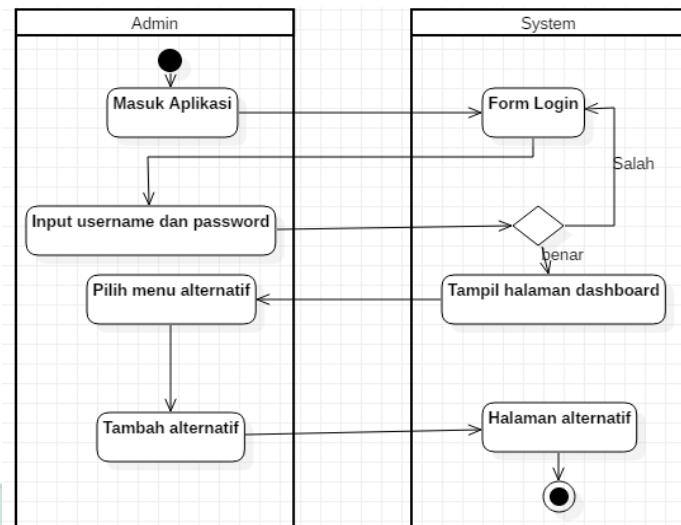 Admin
System
Masuk Aplikasi
Form Login
Salah
Input username dan password
benar
Pilih menu alternatif
Tampil halaman dashboard
Tambah alternatif
Halaman alternatif